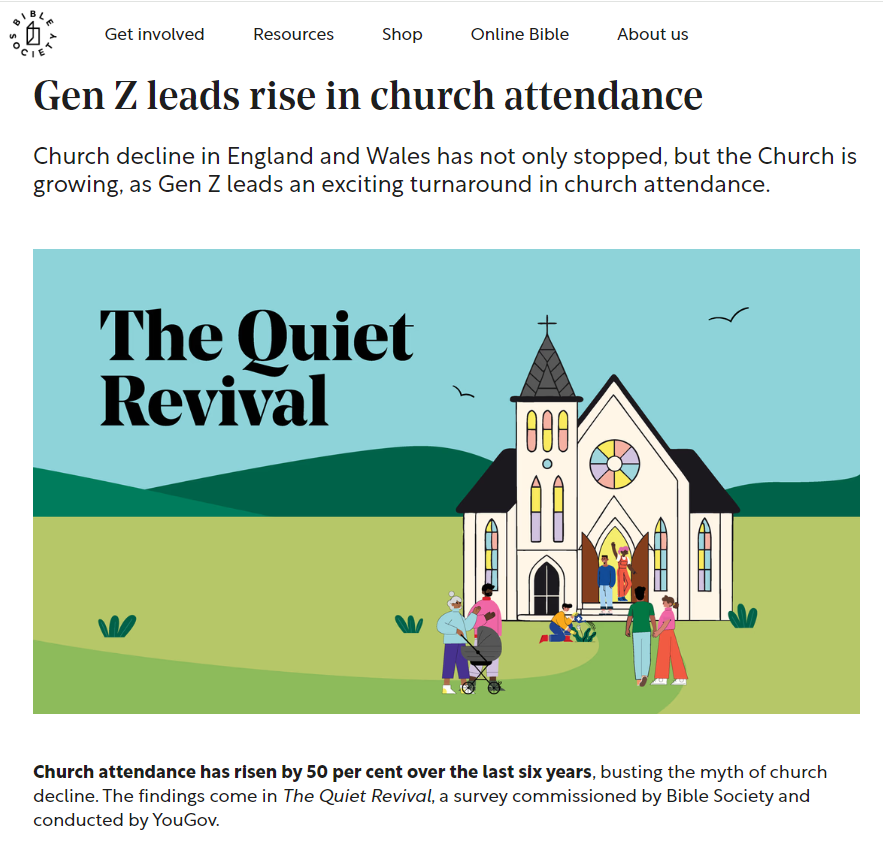 BIBLE SOCIETY
Get involved Resources Shop Online Bible About us
Gen Z leads rise in church attendance
Church decline in England and Wales has not only stopped, but the Church is
growing, as Gen Z leads an exciting turnaround in church attendance.
The Quiet
Revival
Church attendance has risen by 50 per cent over the last six years, busting the myth of church
decline. The findings come in The Quiet Revival, a survey commissioned by Bible Society and
conducted by YouGov.